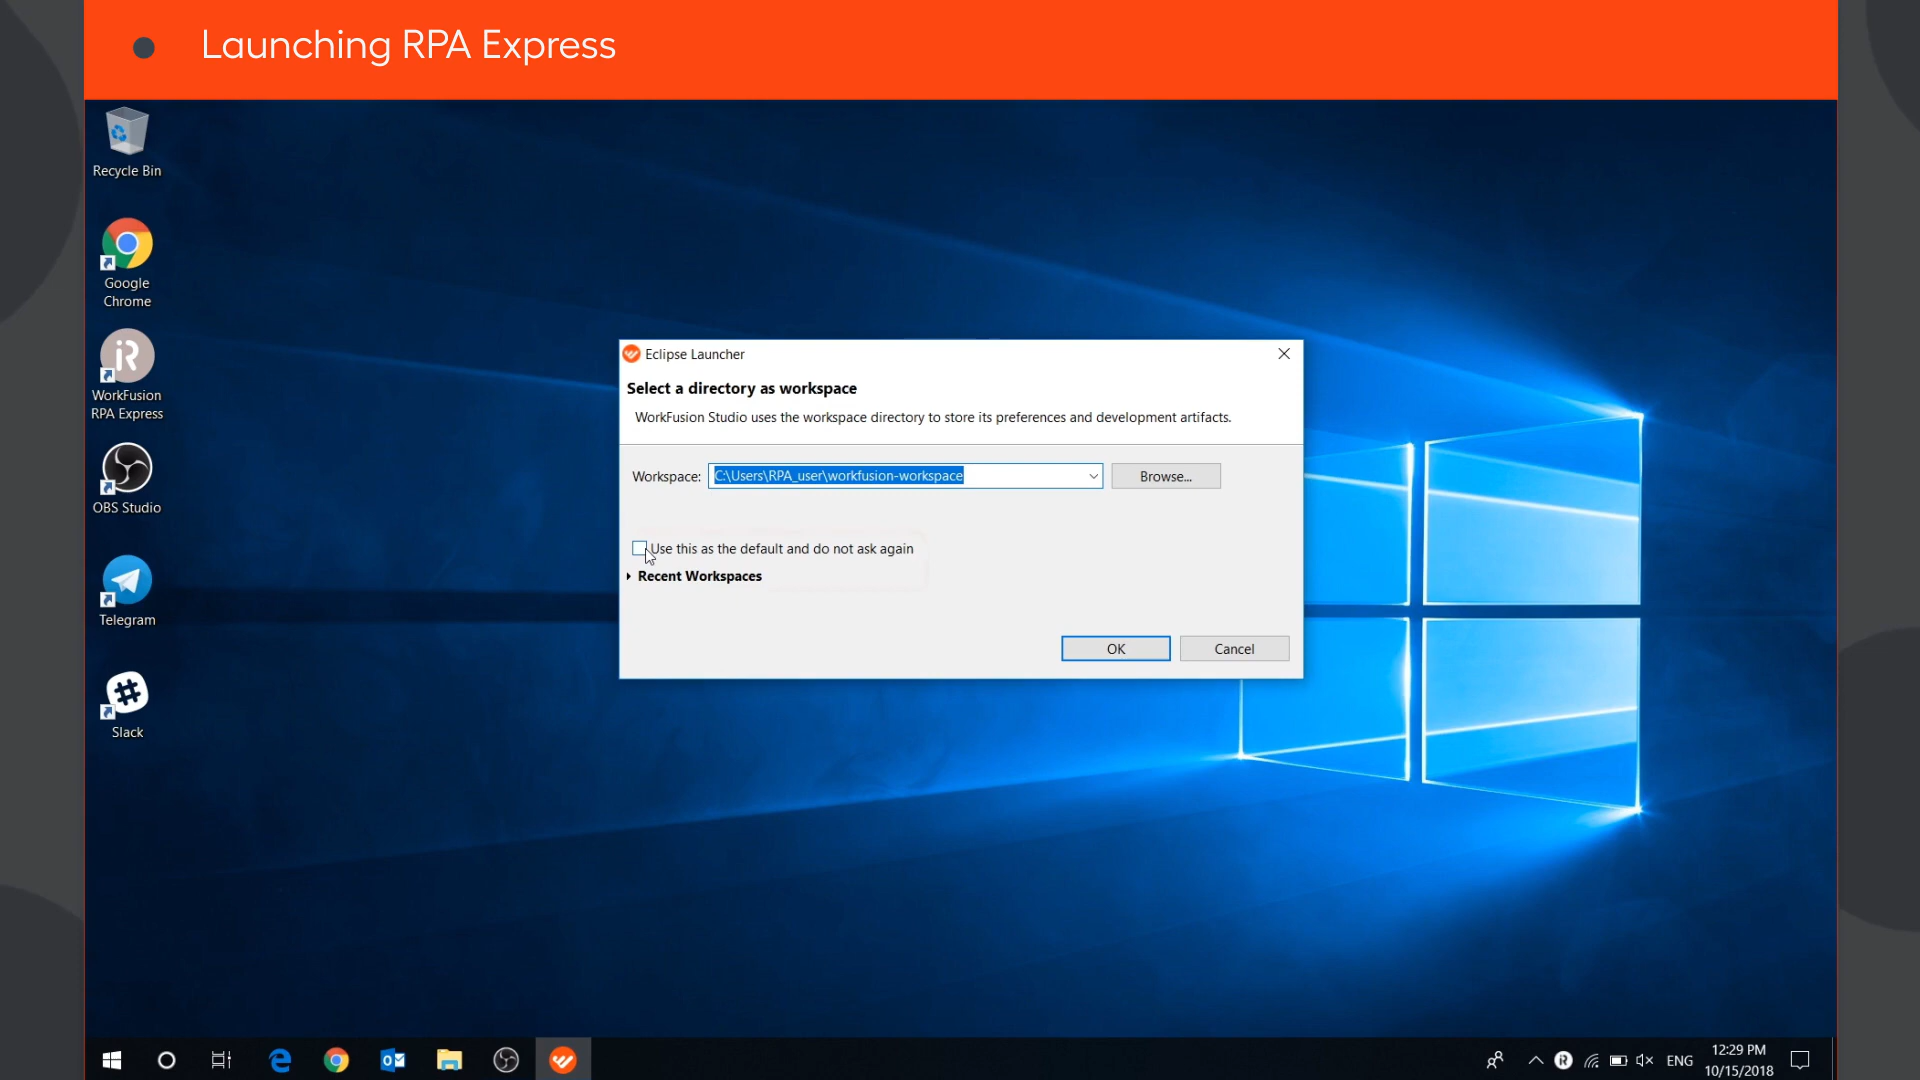 Launching RPA Express
Recycle Bin
Google
Chrome
WorkFusion
RPA Express
OBS Studio
Telegram
Slack
Eclipse Launcher
Select a directory as workspace
WorkFusion Studio uses the workspace directory to store its preferences and development artifacts.
Workspace: C:\Users\RPA_user\workfusion-workspace Browse...
Use this as the default and do not ask again
Recent Workspaces
OK Cancel
ENG
12:29 PM
10/15/2018